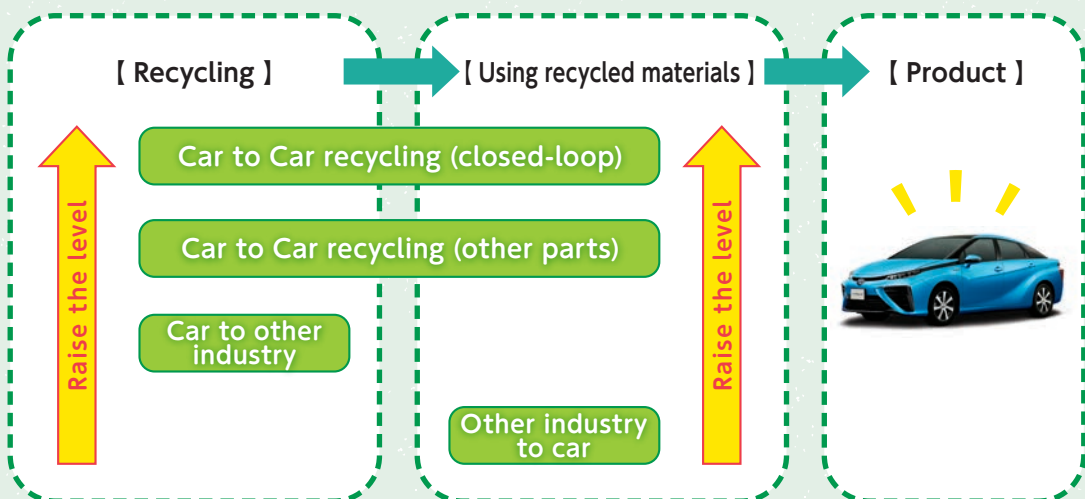 【 Recycling 】
【 Using recycled materials 】
【 Product 】
Raise the level
Car to Car recycling (closed-loop)
Car to Car recycling (other parts)
Car to other
industry
Other industry
to car
Raise the level